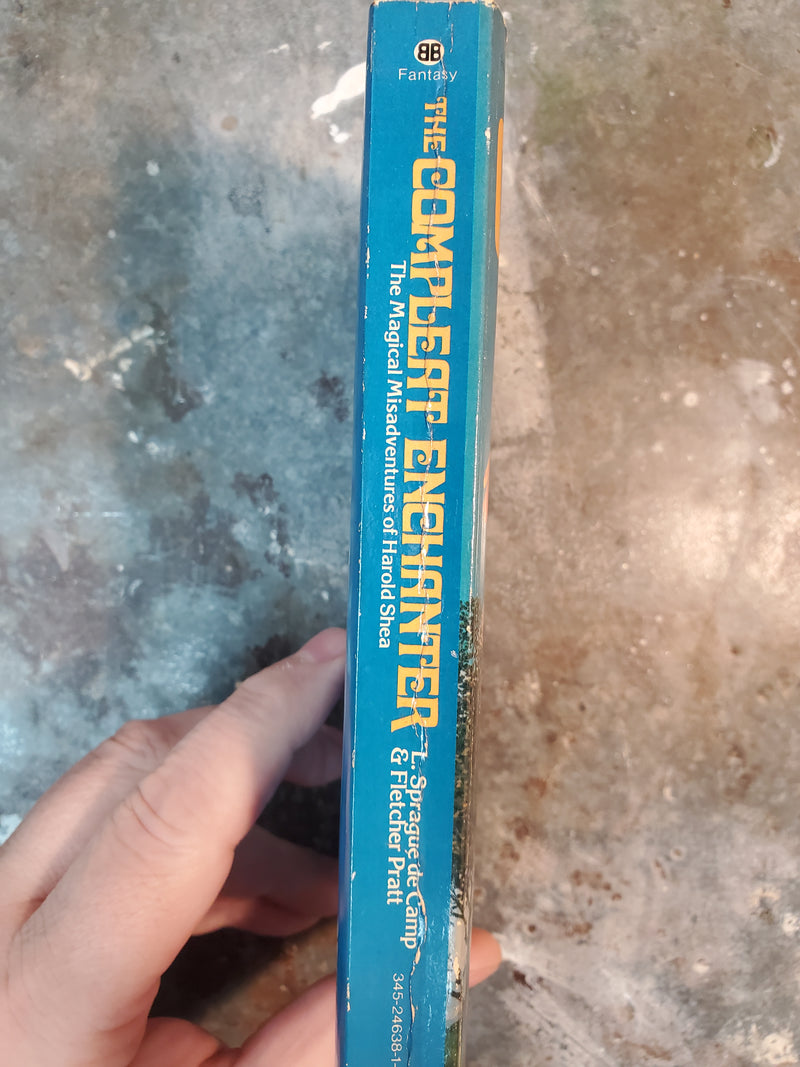 BB
Fantasy
THE COMPLEAT ENCHANTER
The Magical Misadventures of Harold Shea
L. Sprague de Camp
& Fletcher Pratt
345-24638-1-